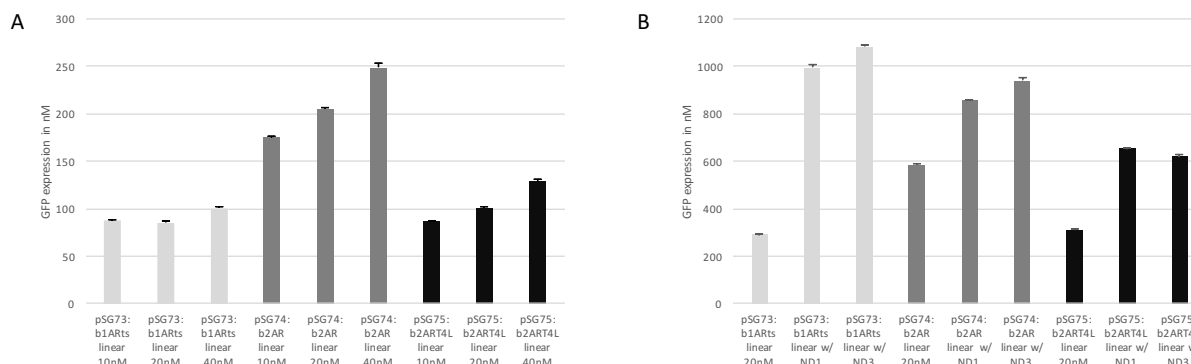 A
GFP expression in nM
300
250
200
150
100
50
0
pSG73:
b1ARts
linear
10nM
pSG73:
b1ARts
linear
20nM
pSG73:
b1ARts
linear
40nM
pSG74:
b2AR
linear
10nM
pSG74:
b2AR
linear
20nM
pSG74:
b2AR
linear
40nM
pSG75:
b2ART4L
linear
10nM
pSG75:
b2ART4L
linear
20nM
pSG75:
b2ART4L
linear
40nM
B
GFP expression in nM
1200
1000
800
600
400
200
0
pSG73:
b1ARts
linear
20nM
pSG73:
b1ARts
linear w/
ND1
pSG73:
b1ARts
linear w/
ND3
pSG74:
b2AR
linear
20nM
pSG74:
b2AR
linear w/
ND1
pSG74:
b2AR
linear w/
ND3
pSG75:
b2ART4L
linear
20nM
pSG75:
b2ART4L
linear w/
ND1
pSG75
b2ART4
linear w
ND3